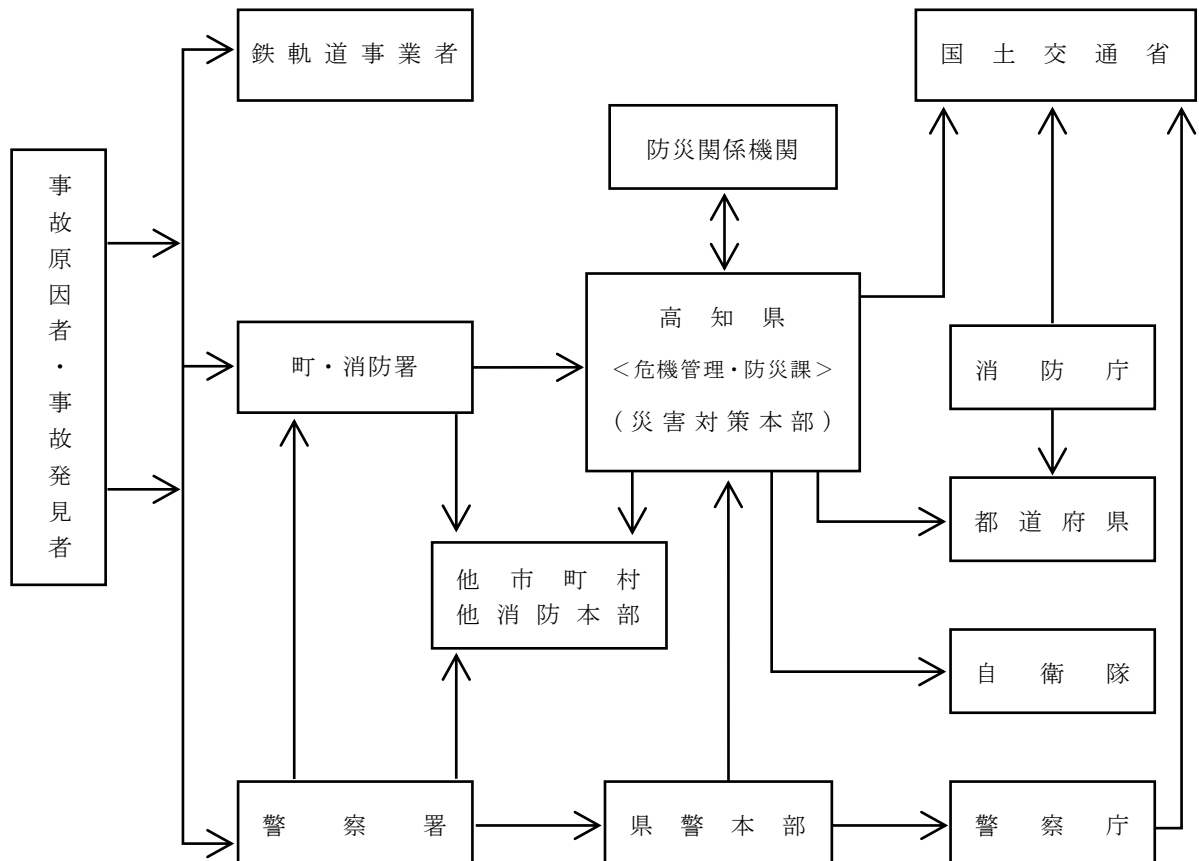 鉄軌道事業者
国土交通省
防災関係機関
事故原因者・事故発見者
高知県
町・消防署
＜危機管理・防災課＞
消防庁
（災害対策本部）
都道府県
他市町村
他消防本部
自衛隊
警察署
県警本部
警察庁